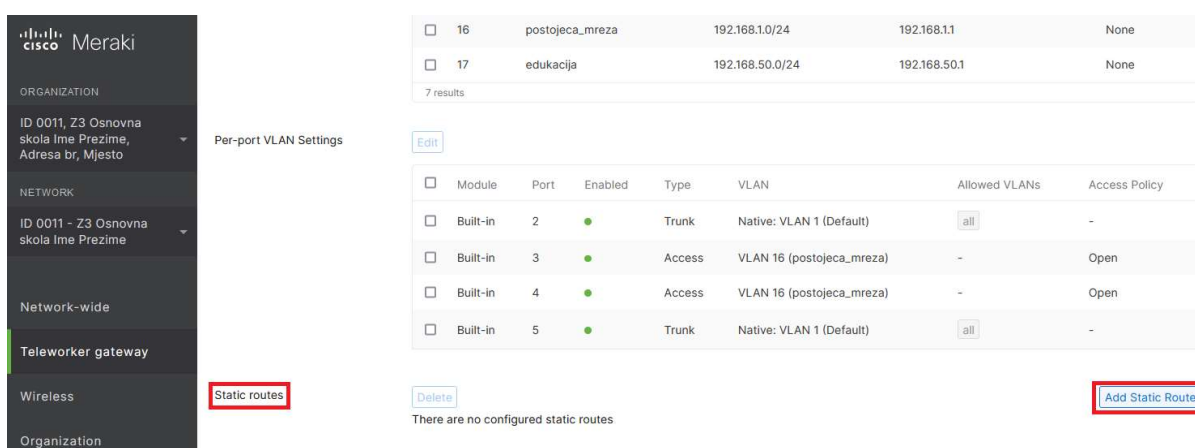 cisco Meraki
ORGANIZATION
ID 0011, Z3 Osnovna
skola Ime Prezime,
Adresa br, Mjesto
NETWORK
ID 0011 - Z3 Osnovna
skola Ime Prezime
Network-wide
Teleworker gateway
Wireless
Organization
16 postojeca_mreza 192.168.1.0/24 192.168.1.1 None
17 edukacija 192.168.50.0/24 192.168.50.1 None
7 results
Per-port VLAN Settings Edit
Module Port Enabled Type VLAN Allowed VLANs Access Policy
Built-in 2 Trunk Native: VLAN 1 (Default) all -
Built-in 3 Access VLAN 16 (postojeca_mreza) - Open
Built-in 4 Access VLAN 16 (postojeca_mreza) - Open
Built-in 5 Trunk Native: VLAN 1 (Default) all -
Static routes Delete Add Static Route
There are no configured static routes